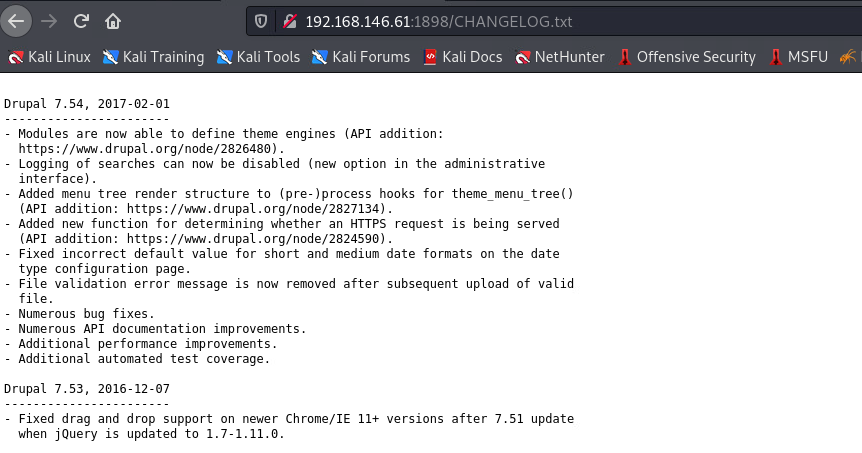 192.168.146.61:1898/CHANGELOG.txt
Kali Linux Kali Training Kali Tools Kali Forums Kali Docs NetHunter Offensive Security MSFU
Drupal 7.54, 2017-02-01
-----------------------
- Modules are now able to define theme engines (API addition:
https://www.drupal.org/node/2826480).
- Logging of searches can now be disabled (new option in the administrative
interface).
- Added menu tree render structure to (pre-)process hooks for theme_menu_tree()
(API addition: https://www.drupal.org/node/2827134).
- Added new function for determining whether an HTTPS request is being served
(API addition: https://www.drupal.org/node/2824590).
- Fixed incorrect default value for short and medium date formats on the date
type configuration page.
- File validation error message is now removed after subsequent upload of valid
file.
- Numerous bug fixes.
- Numerous API documentation improvements.
- Additional performance improvements.
- Additional automated test coverage.
Drupal 7.53, 2016-12-07
-----------------------
- Fixed drag and drop support on newer Chrome/IE 11+ versions after 7.51 update
when jQuery is updated to 1.7-1.11.0.